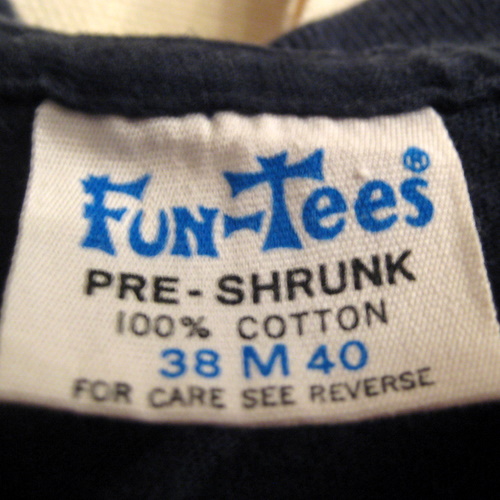 Fun-Tees®
PRE-SHRUNK
100% COTTON
38 M 40
FOR CARE SEE REVERSE